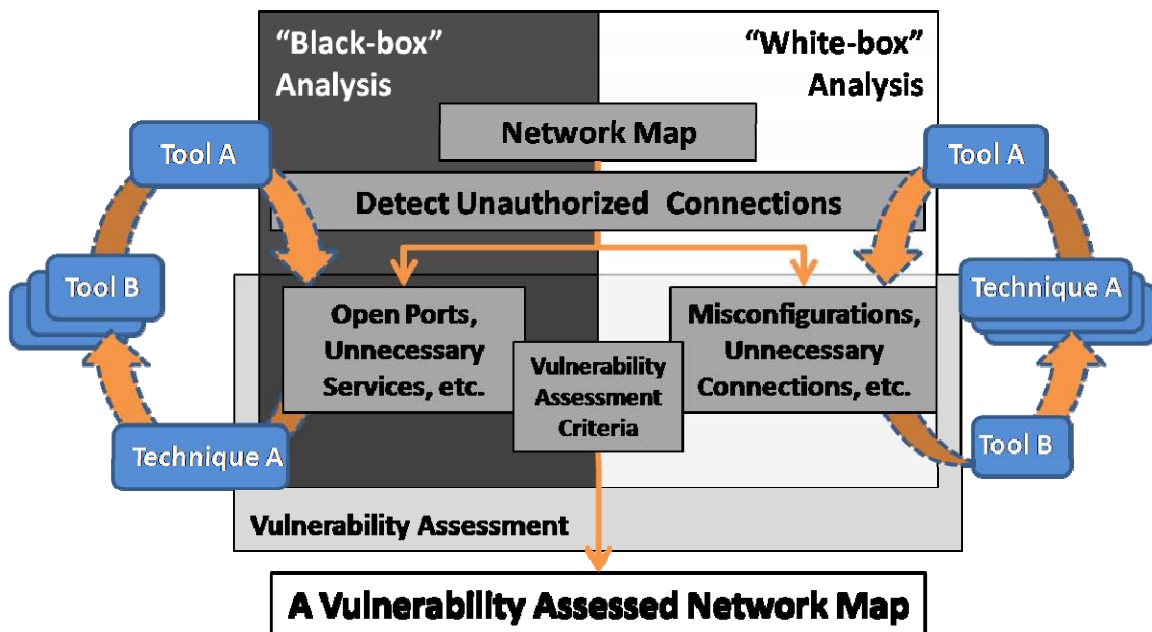 “Black-box”
Analysis
“White-box”
Analysis
Network Map
Tool A
Tool A
Detect Unauthorized Connections
Tool B
Technique A
Open Ports,
Unnecessary
Services, etc.
Misconfigurations,
Unnecessary
Connections, etc.
Vulnerability
Assessment
Criteria
Technique A
Tool B
Vulnerability Assessment
A Vulnerability Assessed Network Map